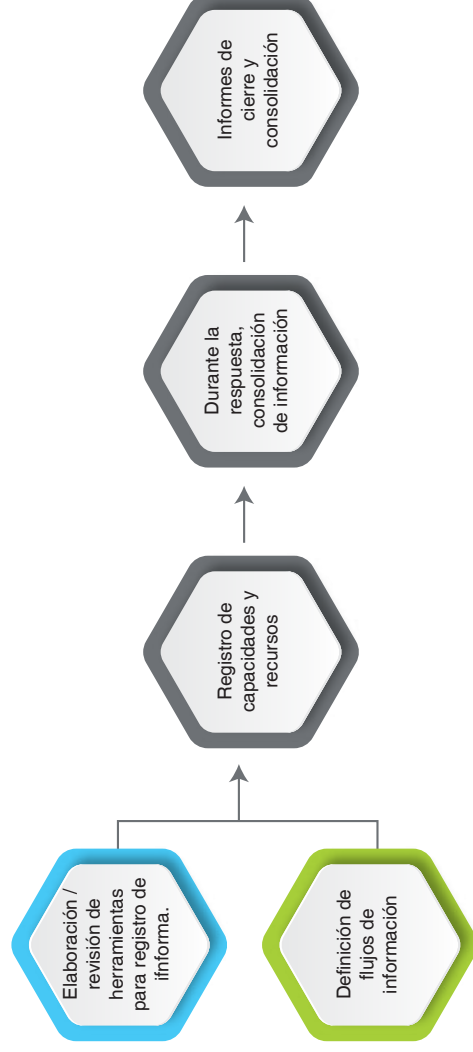 Elaboración /
revisión de
herramientas
para registro de
ifnforma.
Definición de
flujos de
información
Registro de
capacidades y
recursos
Durante la
respuesta,
consolidación
de información
Informes de
cierre y
consolidación